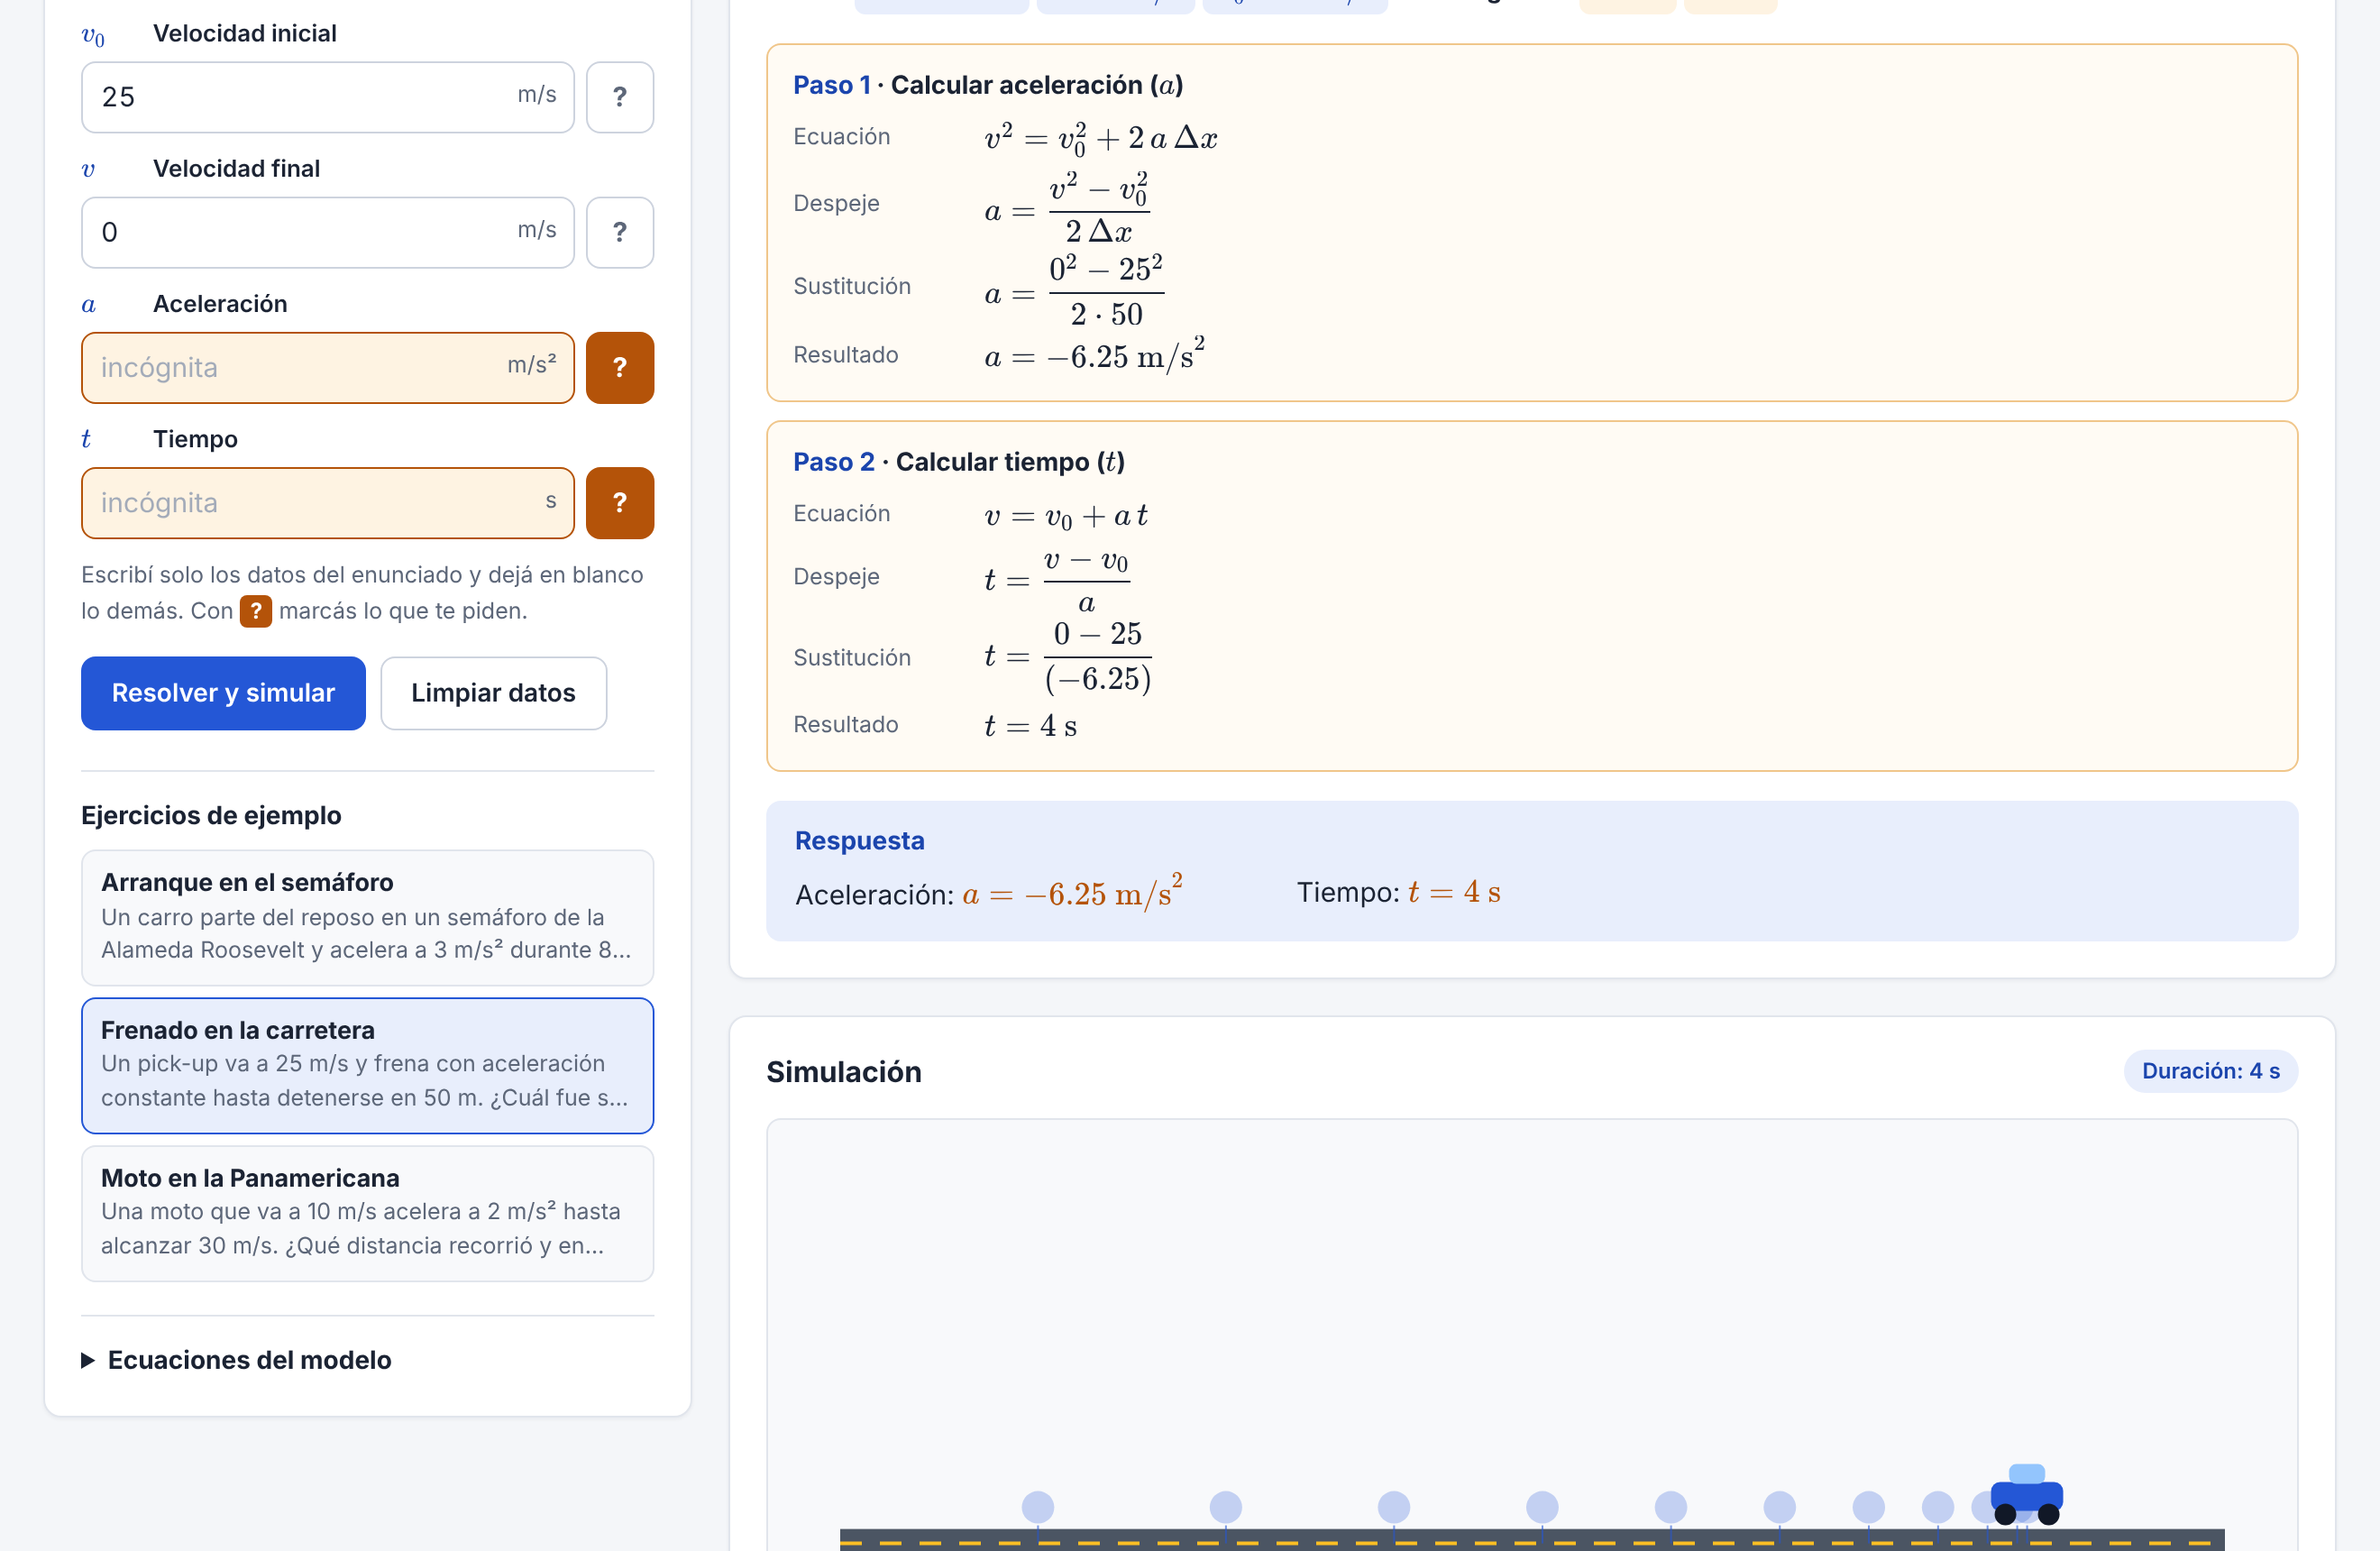 v₀ Velocidad inicial
25 m/s ?
v Velocidad final
0 m/s ?
a Aceleración
incógnita m/s² ?
t Tiempo
incógnita s ?
Escribí solo los datos del enunciado y dejá en blanco
lo demás. Con ? marcás lo que te piden.
Resolver y simular Limpiar datos
Ejercicios de ejemplo
Arranque en el semáforo
Un carro parte del reposo en un semáforo de la
Alameda Roosevelt y acelera a 3 m/s² durante 8...
Frenado en la carretera
Un pick-up va a 25 m/s y frena con aceleración
constante hasta detenerse en 50 m. ¿Cuál fue s...
Moto en la Panamericana
Una moto que va a 10 m/s acelera a 2 m/s² hasta
alcanzar 30 m/s. ¿Qué distancia recorrió y en...
▶ Ecuaciones del modelo
Paso 1 · Calcular aceleración (a)
Ecuación v² = v₀² + 2 a Δx
Despeje a = (v² − v₀²) / (2 Δx)
Sustitución a = (0² − 25²) / (2 · 50)
Resultado a = −6.25 m/s²
Paso 2 · Calcular tiempo (t)
Ecuación v = v₀ + a t
Despeje t = (v − v₀) / a
Sustitución t = (0 − 25) / (−6.25)
Resultado t = 4 s
Respuesta
Aceleración: a = −6.25 m/s² Tiempo: t = 4 s
Simulación Duración: 4 s